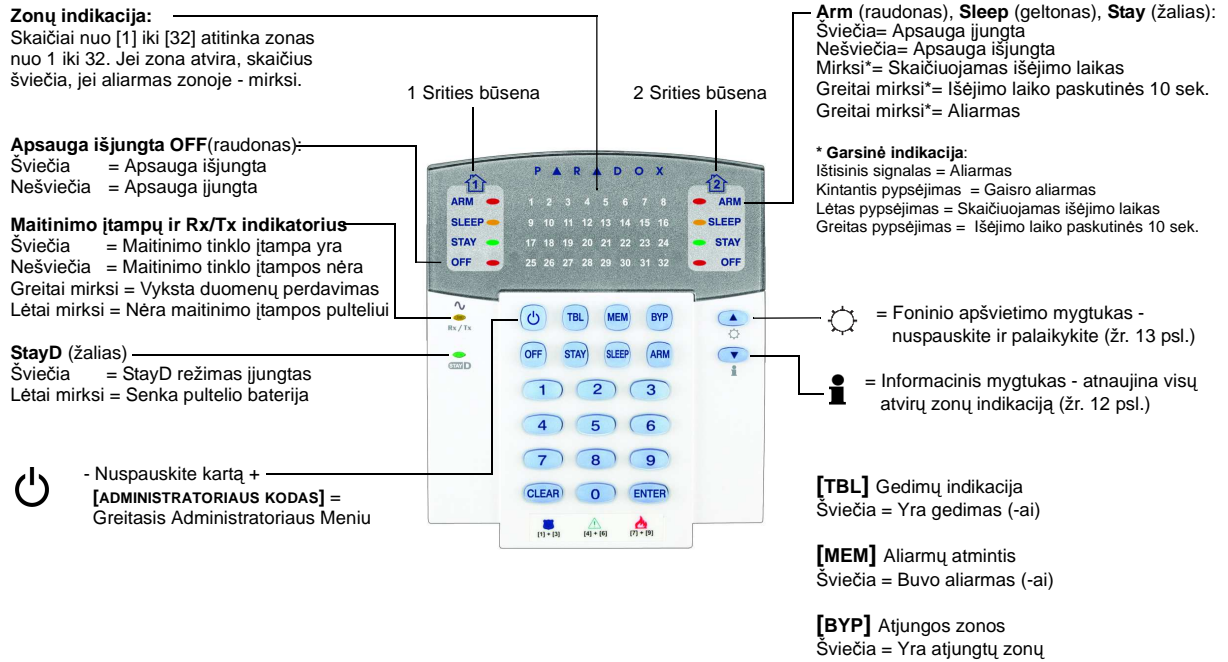 Zonų indikacija:
Skaičiai nuo [1] iki [32] atitinka zonas
nuo 1 iki 32. Jei zona atvira, skaičius
šviečia, jei aliarmas zonoje - mirksi.
Apsauga išjungta OFF(raudonas):
Šviečia = Apsauga išjungta
Nešviečia = Apsauga įjungta
Maitinimo įtampų ir Rx/Tx indikatorius
Šviečia = Maitinimo tinklo įtampa yra
Nešviečia = Maitinimo tinklo įtampos nėra
Greitai mirksi = Vyksta duomenų perdavimas
Lėtai mirksi = Nėra maitinimo įtampos pulteliui
StayD (žalias)
Šviečia = StayD režimas įjungtas
Lėtai mirksi = Senka pultelio baterija
- Nuspauskite kartą +
[ADMINISTRATORIAUS KODAS] =
Greitasis Administratoriaus Meniu
1 Srities būsena
2 Srities būsena
PARADOX
1
2
ARM 1 2 3 4 5 6 7 8 ARM
SLEEP 9 10 11 12 13 14 15 16 SLEEP
STAY 17 18 19 20 21 22 23 24 STAY
OFF 25 26 27 28 29 30 31 32 OFF
Rx / Tx
STAY D
TBL MEM BYP
OFF STAY SLEEP ARM
1 2 3
4 5 6
7 8 9
CLEAR 0 ENTER
[1] + [3] [4] + [6] [7] + [9]
Arm (raudonas), Sleep (geltonas), Stay (žalias):
Šviečia= Apsauga įjungta
Nešviečia= Apsauga išjungta
Mirksi*= Skaičiuojamas išėjimo laikas
Greitai mirksi*= Išėjimo laiko paskutinės 10 sek.
Greitai mirksi*= Aliarmas
* Garsinė indikacija:
Ištisinis signalas = Aliarmas
Kintantis pypsėjimas = Gaisro aliarmas
Lėtas pypsėjimas = Skaičiuojamas išėjimo laikas
Greitas pypsėjimas = Išėjimo laiko paskutinės 10 sek.
= Foninio apšvietimo mygtukas -
nuspauskite ir palaikykite (žr. 13 psl.)
= Informacinis mygtukas - atnaujina visų
atvirų zonų indikaciją (žr. 12 psl.)
[TBL] Gedimų indikacija
Šviečia = Yra gedimas (-ai)
[MEM] Aliarmų atmintis
Šviečia = Buvo aliarmas (-ai)
[BYP] Atjungos zonos
Šviečia = Yra atjungtų zonų